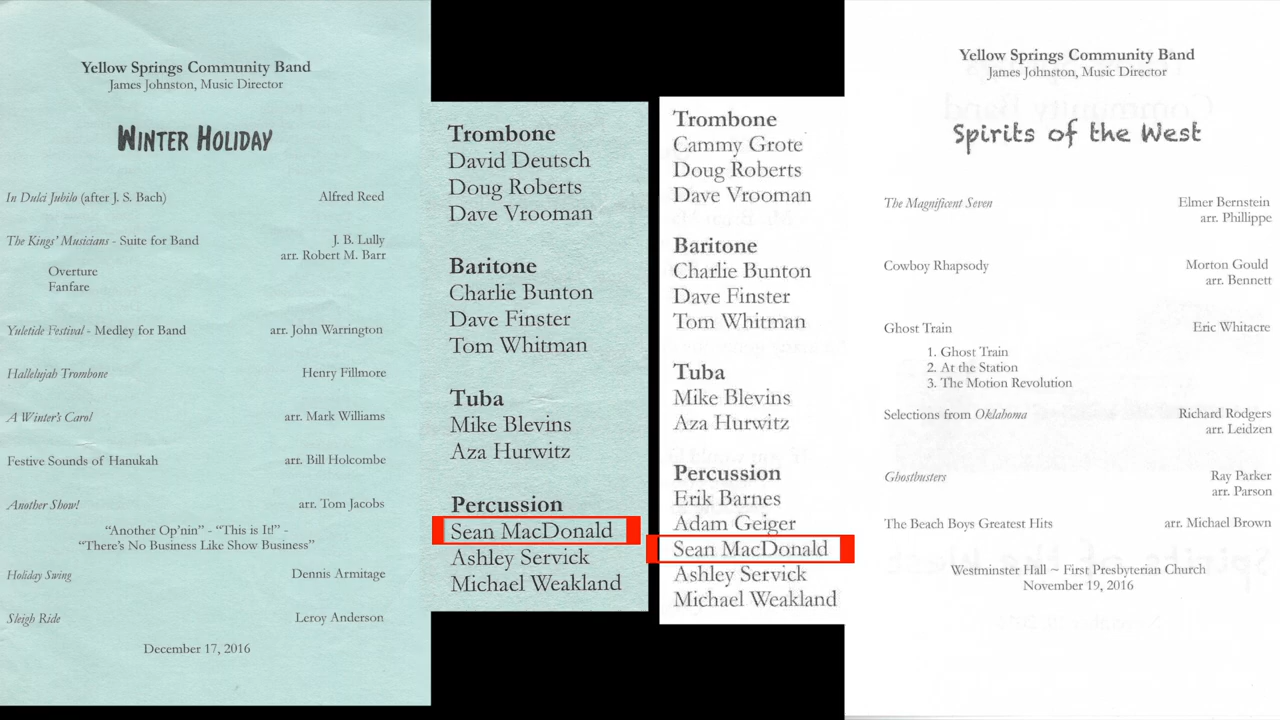 Yellow Springs Community Band
James Johnston, Music Director
Winter Holiday
In Dulci Jubilo (after J. S. Bach) Alfred Reed
The Kings' Musicians - Suite for Band J. B. Lully
arr. Robert M. Barr
Overture
Fanfare
Yuletide Festival - Medley for Band arr. John Warrington
Hallelujah Trombone Henry Fillmore
A Winter's Carol arr. Mark Williams
Festive Sounds of Hanukah arr. Bill Holcombe
Another Show! arr. Tom Jacobs
“Another Op'nin” - “This is It!” -
“There's No Business Like Show Business”
Holiday Swing Dennis Armitage
Sleigh Ride Leroy Anderson
December 17, 2016
Trombone
David Deutsch
Doug Roberts
Dave Vrooman
Baritone
Charlie Bunton
Dave Finster
Tom Whitman
Tuba
Mike Blevins
Aza Hurwitz
Percussion
Sean MacDonald
Ashley Servick
Michael Weakland
Trombone
Cammy Grote
Doug Roberts
Dave Vrooman
Baritone
Charlie Bunton
Dave Finster
Tom Whitman
Tuba
Mike Blevins
Aza Hurwitz
Percussion
Erik Barnes
Adam Geiger
Sean MacDonald
Ashley Servick
Michael Weakland
Yellow Springs Community Band
James Johnston, Music Director
Spirits of the West
The Magnificent Seven Elmer Bernstein
arr. Phillippe
Cowboy Rhapsody Morton Gould
arr. Bennett
Ghost Train Eric Whitacre
1. Ghost Train
2. At the Station
3. The Motion Revolution
Selections from Oklahoma Richard Rodgers
arr. Leidzen
Ghostbusters Ray Parker
arr. Parson
The Beach Boys Greatest Hits arr. Michael Brown
Westminster Hall ~ First Presbyterian Church
November 19, 2016